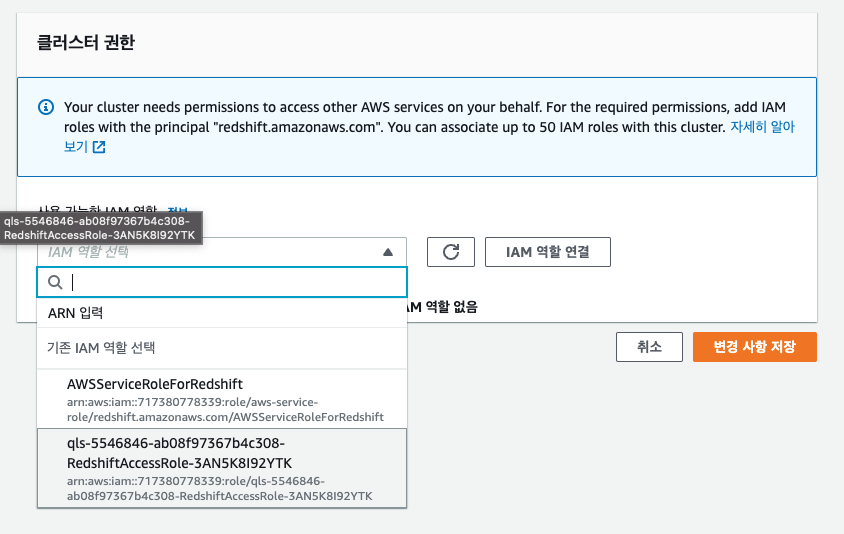 클러스터 권한
Your cluster needs permissions to access other AWS services on your behalf. For the required permissions, add IAM
roles with the principal "redshift.amazonaws.com". You can associate up to 50 IAM roles with this cluster. 자세히 알아
보기
사용 가능한 IAM 역할 정보
qls-5546846-ab08f97367b4c308-
RedshiftAccessRole-3AN5K8I92YTK
IAM 역할 선택
IAM 역할 연결
ARN 입력
AM 역할 없음
기존 IAM 역할 선택
취소
변경 사항 저장
AWSServiceRoleForRedshift
arn:aws:iam::717380778339:role/aws-service-
role/redshift.amazonaws.com/AWSServiceRoleForRedshift
qls-5546846-ab08f97367b4c308-
RedshiftAccessRole-3AN5K8I92YTK
arn:aws:iam::717380778339:role/qls-5546846-
ab08f97367b4c308-RedshiftAccessRole-3AN5K8I92YTK